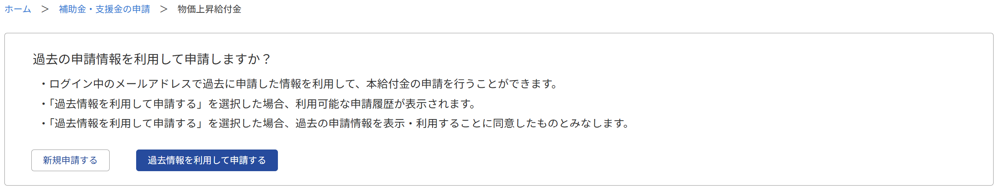 ホーム ＞ 補助金・支援金の申請 ＞ 物価上昇給付金
過去の申請情報を利用して申請しますか？
・ログイン中のメールアドレスで過去に申請した情報を利用して、本給付金の申請を行うことができます。
・「過去情報を利用して申請する」を選択した場合、利用可能な申請履歴が表示されます。
・「過去情報を利用して申請する」を選択した場合、過去の申請情報を表示・利用することに同意したものとみなします。
新規申請する 過去情報を利用して申請する